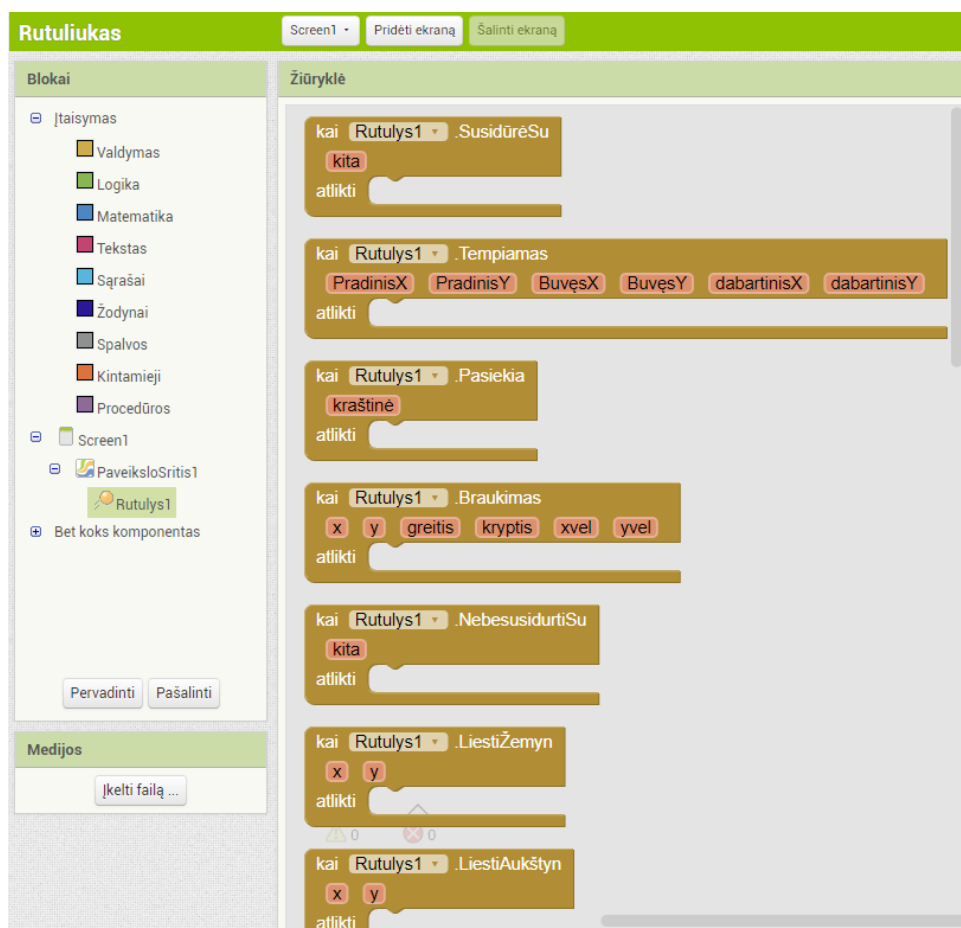 Rutuliukas
Screen1
Pridėti ekraną
Šalinti ekraną
Blokai
Įtaisymas
Valdymas
Logika
Matematika
Tekstas
Sąrašai
Žodynai
Spalvos
Kintamieji
Procedūros
Screen1
PaveiksloSritis1
Rutulys1
Bet koks komponentas
Pervadinti
Pašalinti
Medijos
Įkelti failą ...
Žiūryklė
kai Rutulys1 .SusidūrėSu
kita
atlikti
kai Rutulys1 .Tempiamas
PradinisX PradinisY BuvęsX BuvęsY dabartinisX dabartinisY
atlikti
kai Rutulys1 .Pasiekia
kraštinė
atlikti
kai Rutulys1 .Braukimas
x y greitis kryptis xvel yvel
atlikti
kai Rutulys1 .NebesusidurtiSu
kita
atlikti
kai Rutulys1 .LiestiŽemyn
x y
atlikti
0 0
kai Rutulys1 .LiestiAukštyn
x y
atlikti